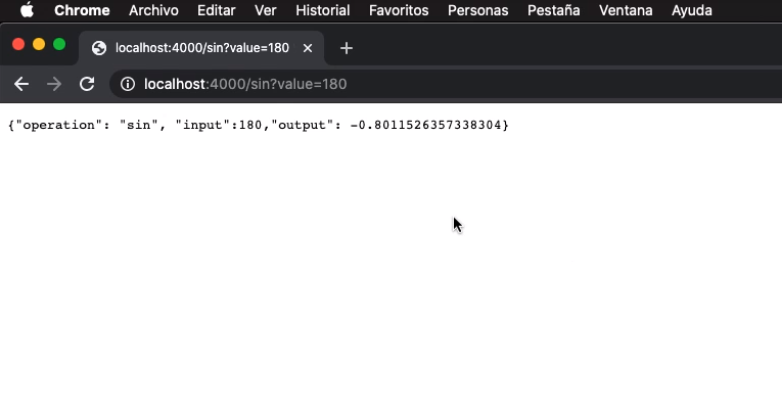 Chrome Archivo Editar Ver Historial Favoritos Personas Pestaña Ventana Ayuda
localhost:4000/sin?value=180
localhost:4000/sin?value=180
{"operation": "sin", "input":180,"output": -0.8011526357338304}